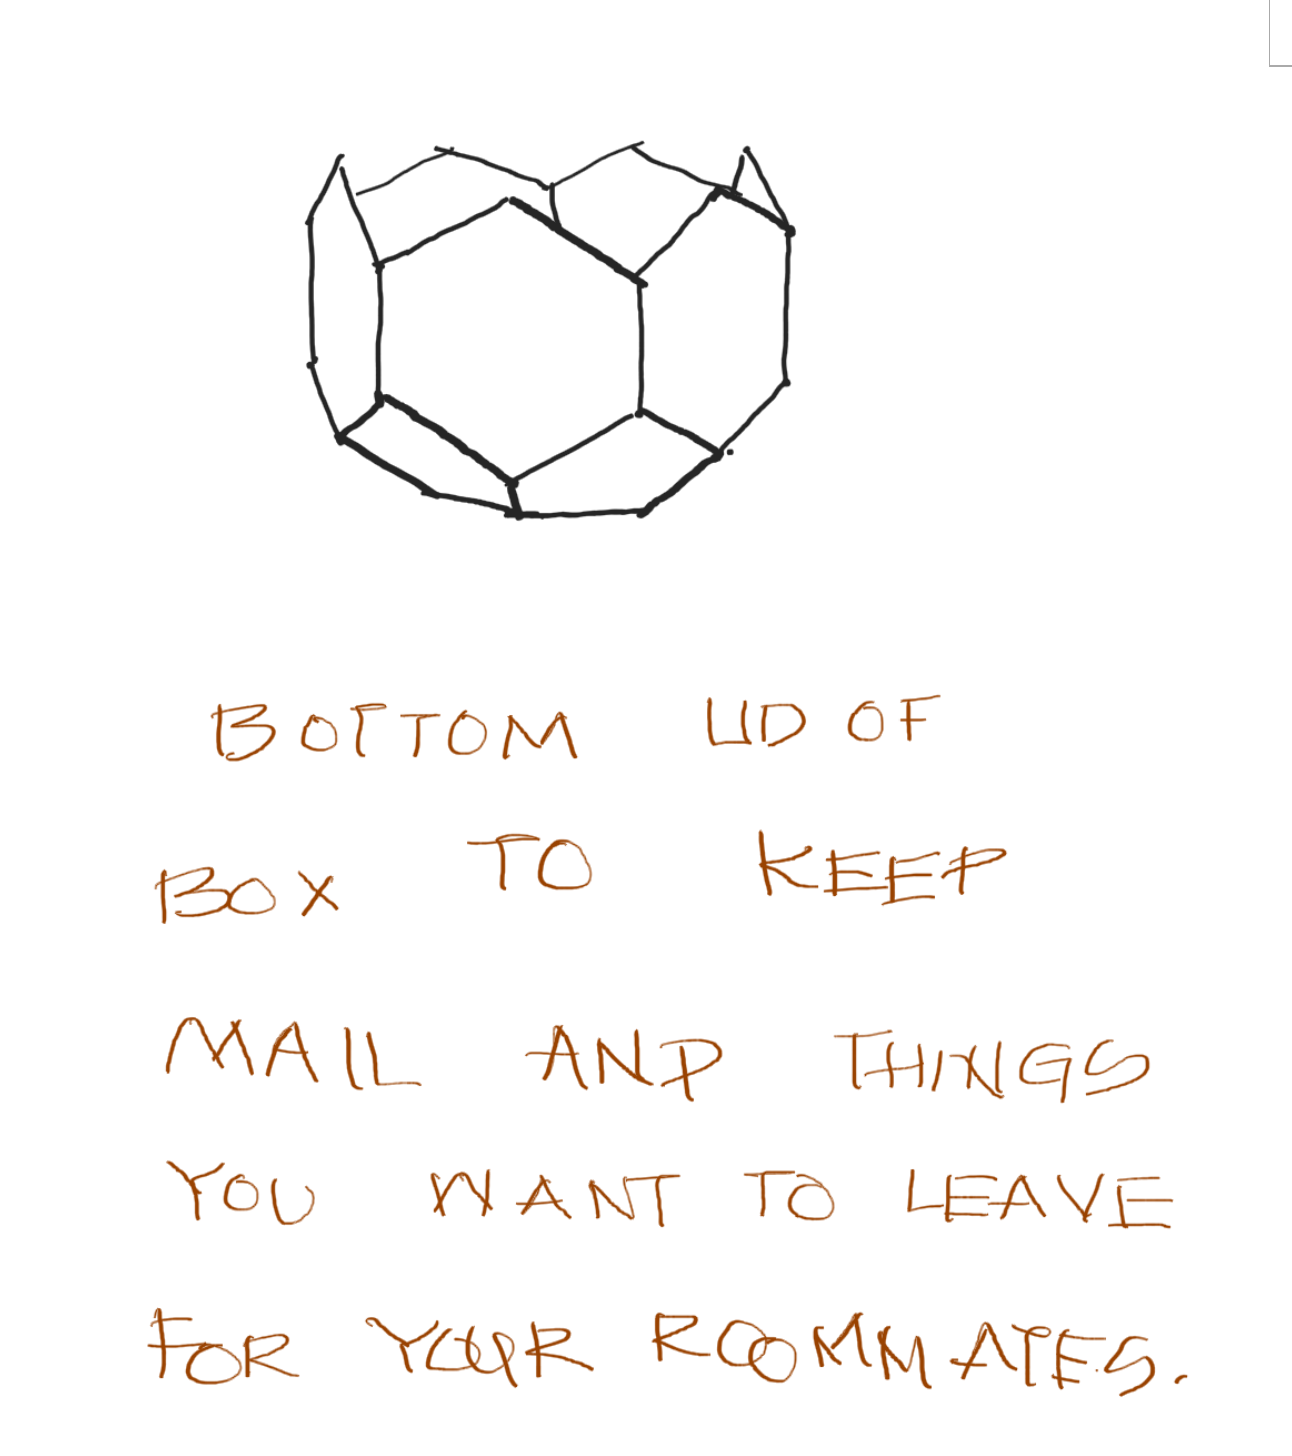 BOTTOM LID OF
BOX TO KEEP
MAIL AND THINGS
YOU WANT TO LEAVE
FOR YOUR ROOMMATES.